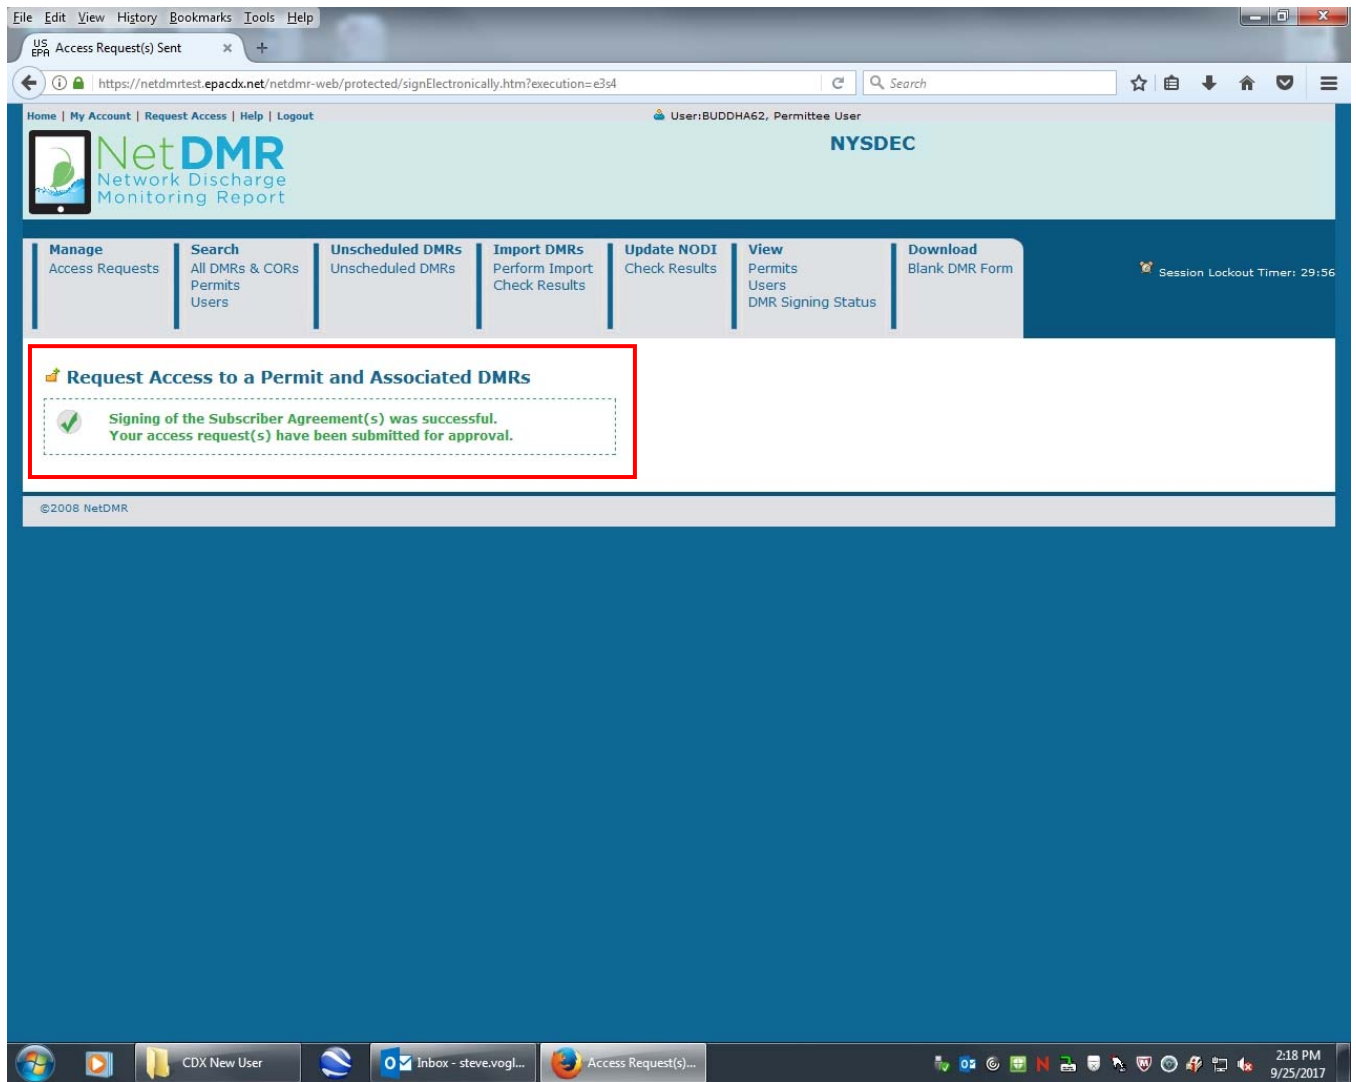 File Edit View History Bookmarks Tools Help
US EPA Access Request(s) Sent
https://netdmrtest.epacdx.net/netdmr-web/protected/signElectronically.htm?execution=e3s4
Search
Home | My Account | Request Access | Help | Logout
User:BUDDHA62, Permittee User
NetDMR
Network Discharge
Monitoring Report
NYSDEC
Manage
Access Requests
Search
All DMRs & CORs
Permits
Users
Unscheduled DMRs
Unscheduled DMRs
Import DMRs
Perform Import
Check Results
Update NODI
Check Results
View
Permits
Users
DMR Signing Status
Download
Blank DMR Form
Session Lockout Timer: 29:56
Request Access to a Permit and Associated DMRs
Signing of the Subscriber Agreement(s) was successful.
Your access request(s) have been submitted for approval.
©2008 NetDMR
CDX New User
Inbox - steve.vogl...
Access Request(s)...
2:18 PM
9/25/2017